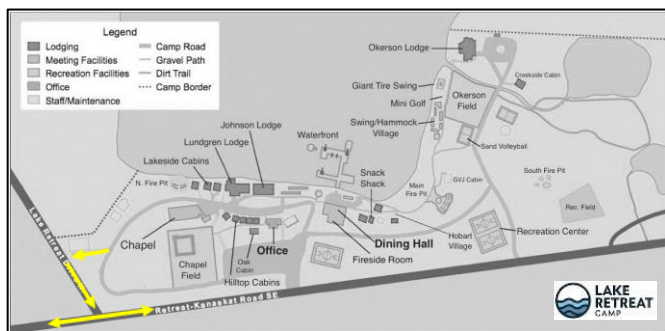 Legend
Lodging
Meeting Facilities
Recreation Facilities
Office
Staff/Maintenance
Camp Road
Gravel Path
Dirt Trail
Camp Border
Okerson Lodge
Creekside Cabin
Giant Tire Swing
Mini Golf
Okerson
Field
Swing/Hammock
Village
Sand Volleyball
Johnson Lodge
Lundgren Lodge
Waterfront
Lakeside Cabins
Snack
Shack
N. Fire Pit
Main
Fire Pit
GVJ Cabin
South Fire Pit
Rec. Field
Chapel
Chapel
Field
Office
Oak
Cabin
Hilltop Cabins
Dining Hall
Fireside Room
Hobart
Village
Recreation Center
Lake Retreat
Retreat-Kanaskat Road SE
LAKE
RETREAT
CAMP